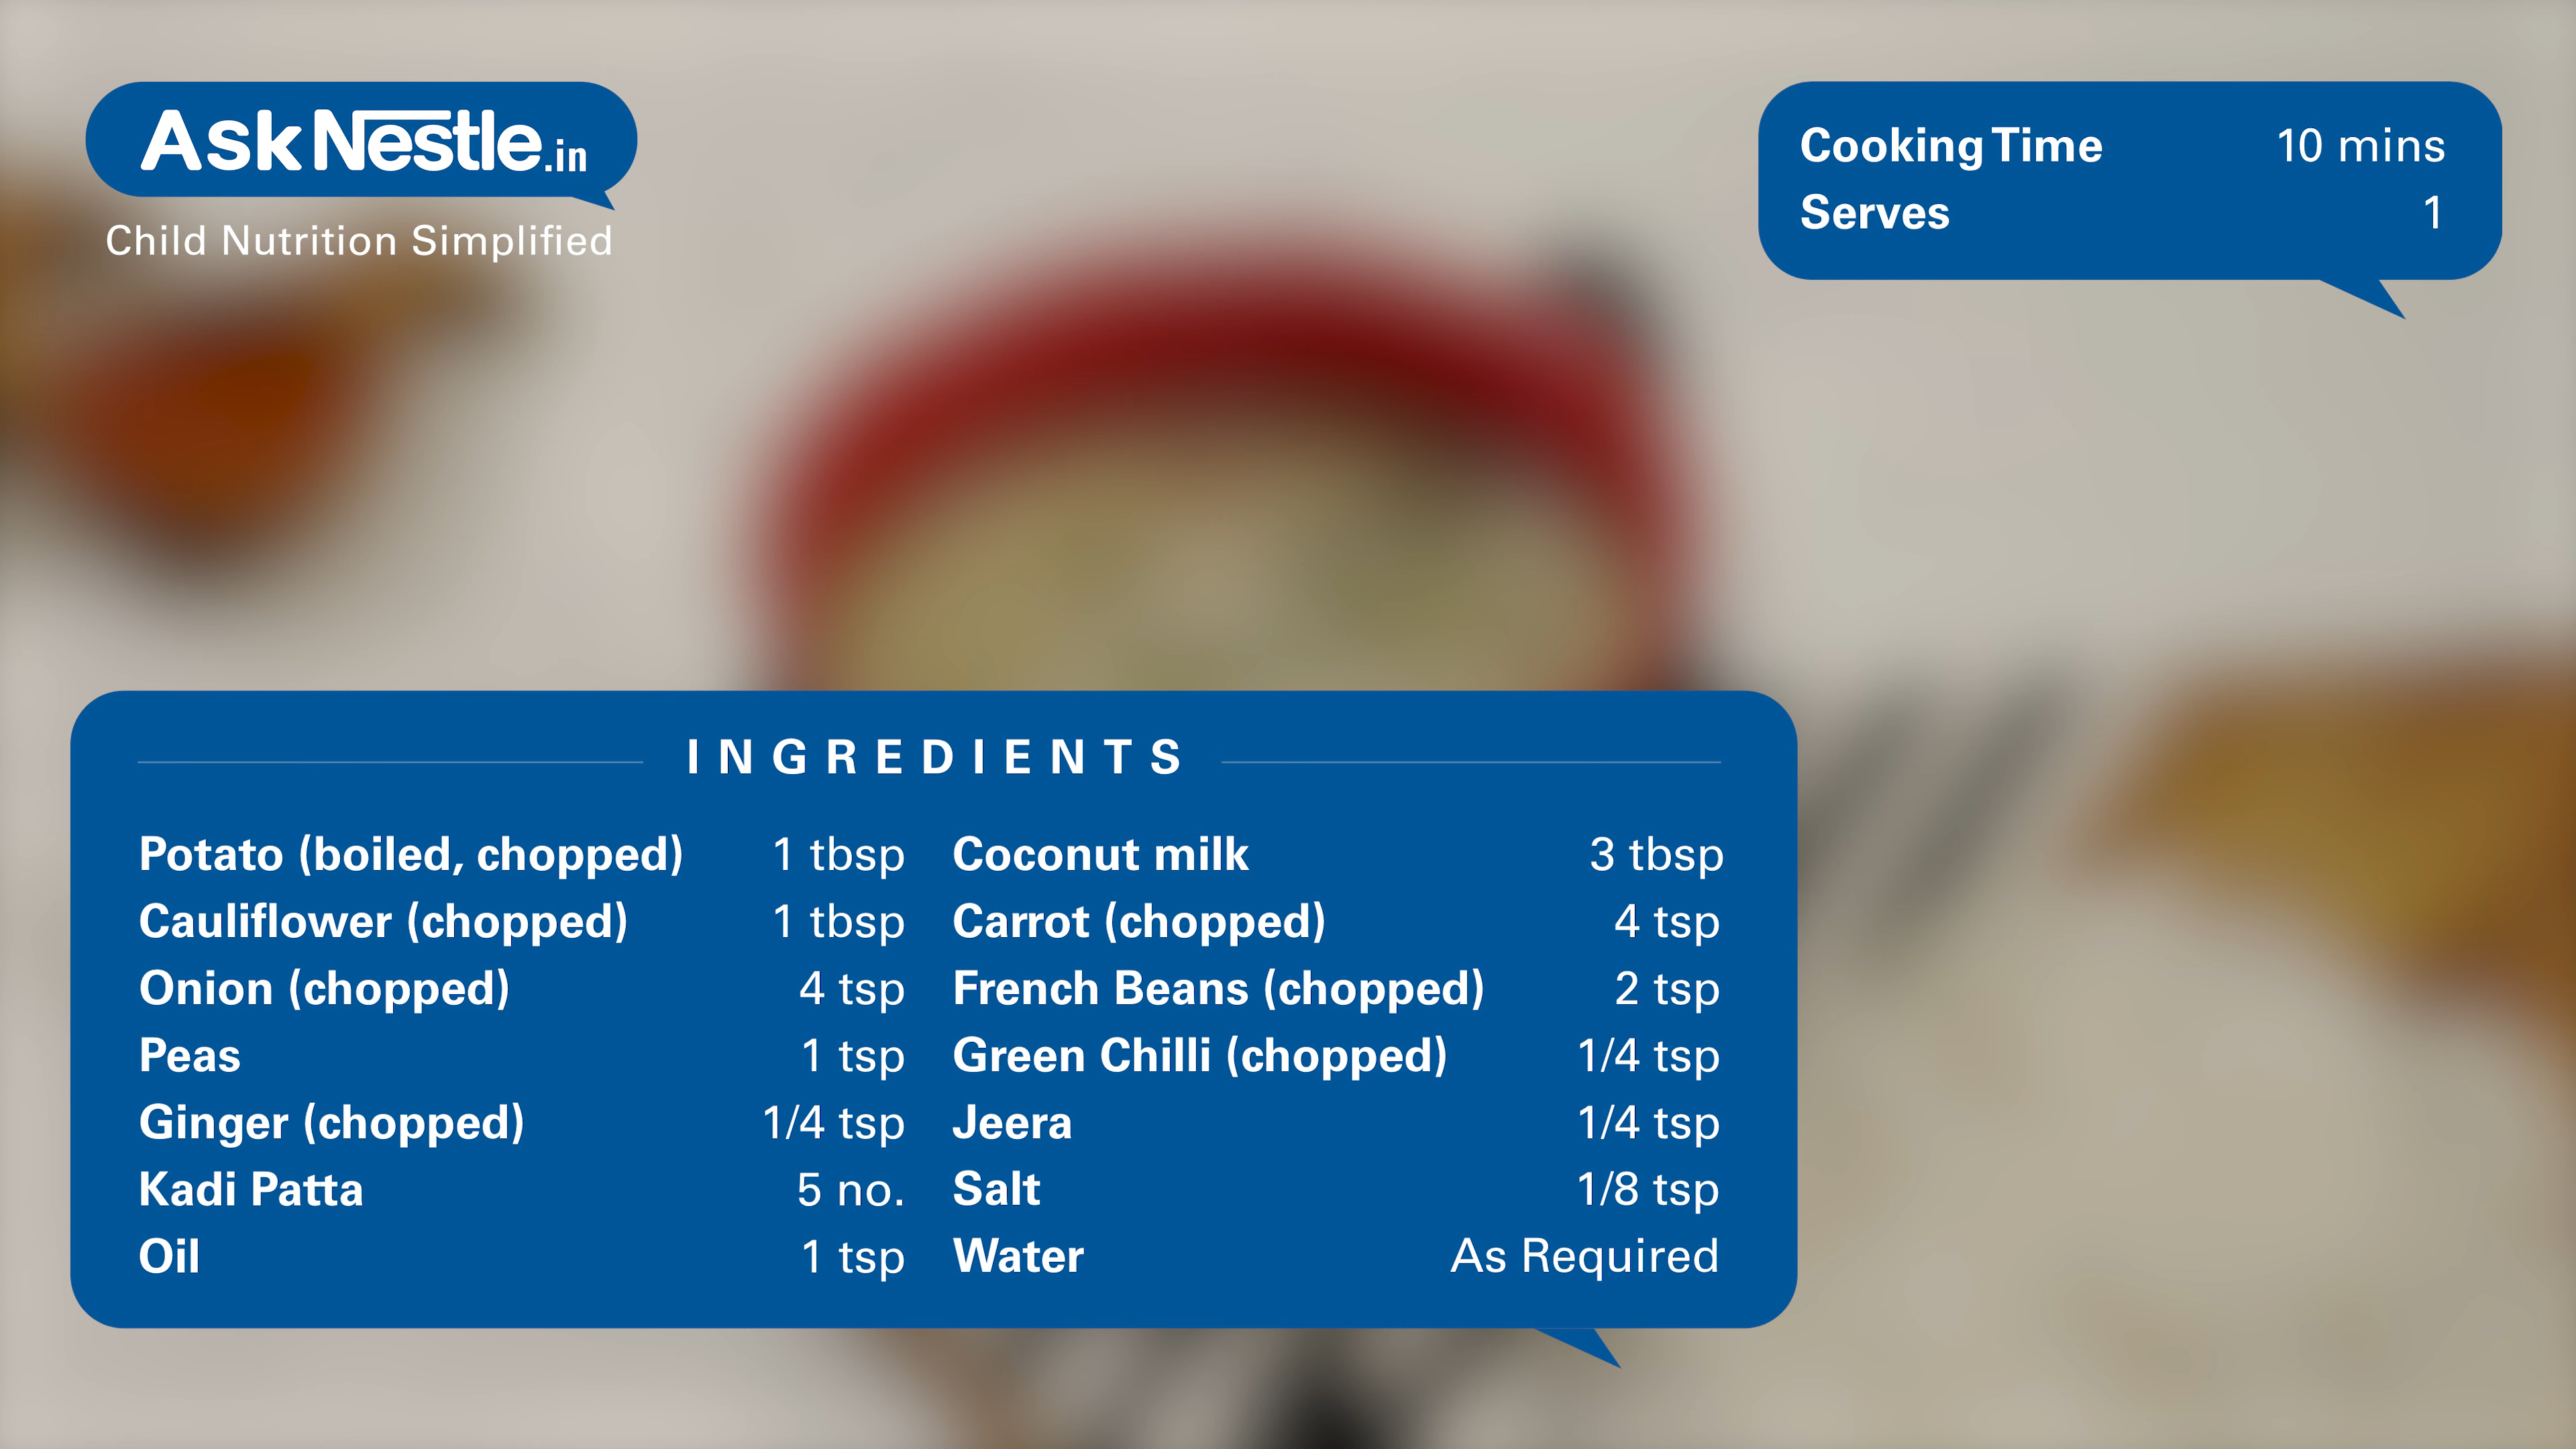 Ask Nestle.in
Child Nutrition Simplified
Cooking Time 10 mins
Serves 1
INGREDIENTS
Potato (boiled, chopped) 1 tbsp
Cauliflower (chopped) 1 tbsp
Onion (chopped) 4 tsp
Peas 1 tsp
Ginger (chopped) 1/4 tsp
Kadi Patta 5 no.
Oil 1 tsp
Coconut milk 3 tbsp
Carrot (chopped) 4 tsp
French Beans (chopped) 2 tsp
Green Chilli (chopped) 1/4 tsp
Jeera 1/4 tsp
Salt 1/8 tsp
Water As Required